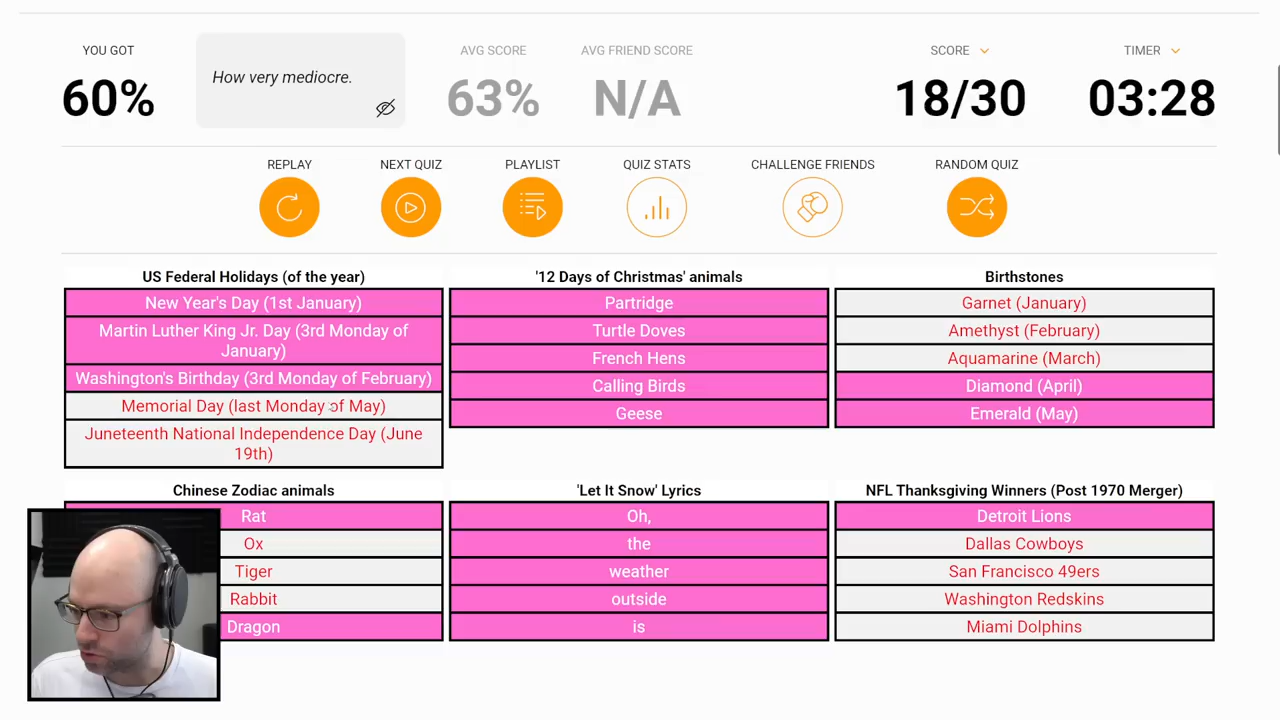 YOU GOT
60%
How very mediocre.
AVG SCORE
63%
AVG FRIEND SCORE
N/A
SCORE
18/30
TIMER
03:28
REPLAY
NEXT QUIZ
PLAYLIST
QUIZ STATS
CHALLENGE FRIENDS
RANDOM QUIZ
US Federal Holidays (of the year)
New Year's Day (1st January)
Martin Luther King Jr. Day (3rd Monday of
January)
Washington's Birthday (3rd Monday of February)
Memorial Day (last Monday of May)
Juneteenth National Independence Day (June
19th)
'12 Days of Christmas' animals
Partridge
Turtle Doves
French Hens
Calling Birds
Geese
Birthstones
Garnet (January)
Amethyst (February)
Aquamarine (March)
Diamond (April)
Emerald (May)
Chinese Zodiac animals
Rat
Ox
Tiger
Rabbit
Dragon
'Let It Snow' Lyrics
Oh,
the
weather
outside
is
NFL Thanksgiving Winners (Post 1970 Merger)
Detroit Lions
Dallas Cowboys
San Francisco 49ers
Washington Redskins
Miami Dolphins